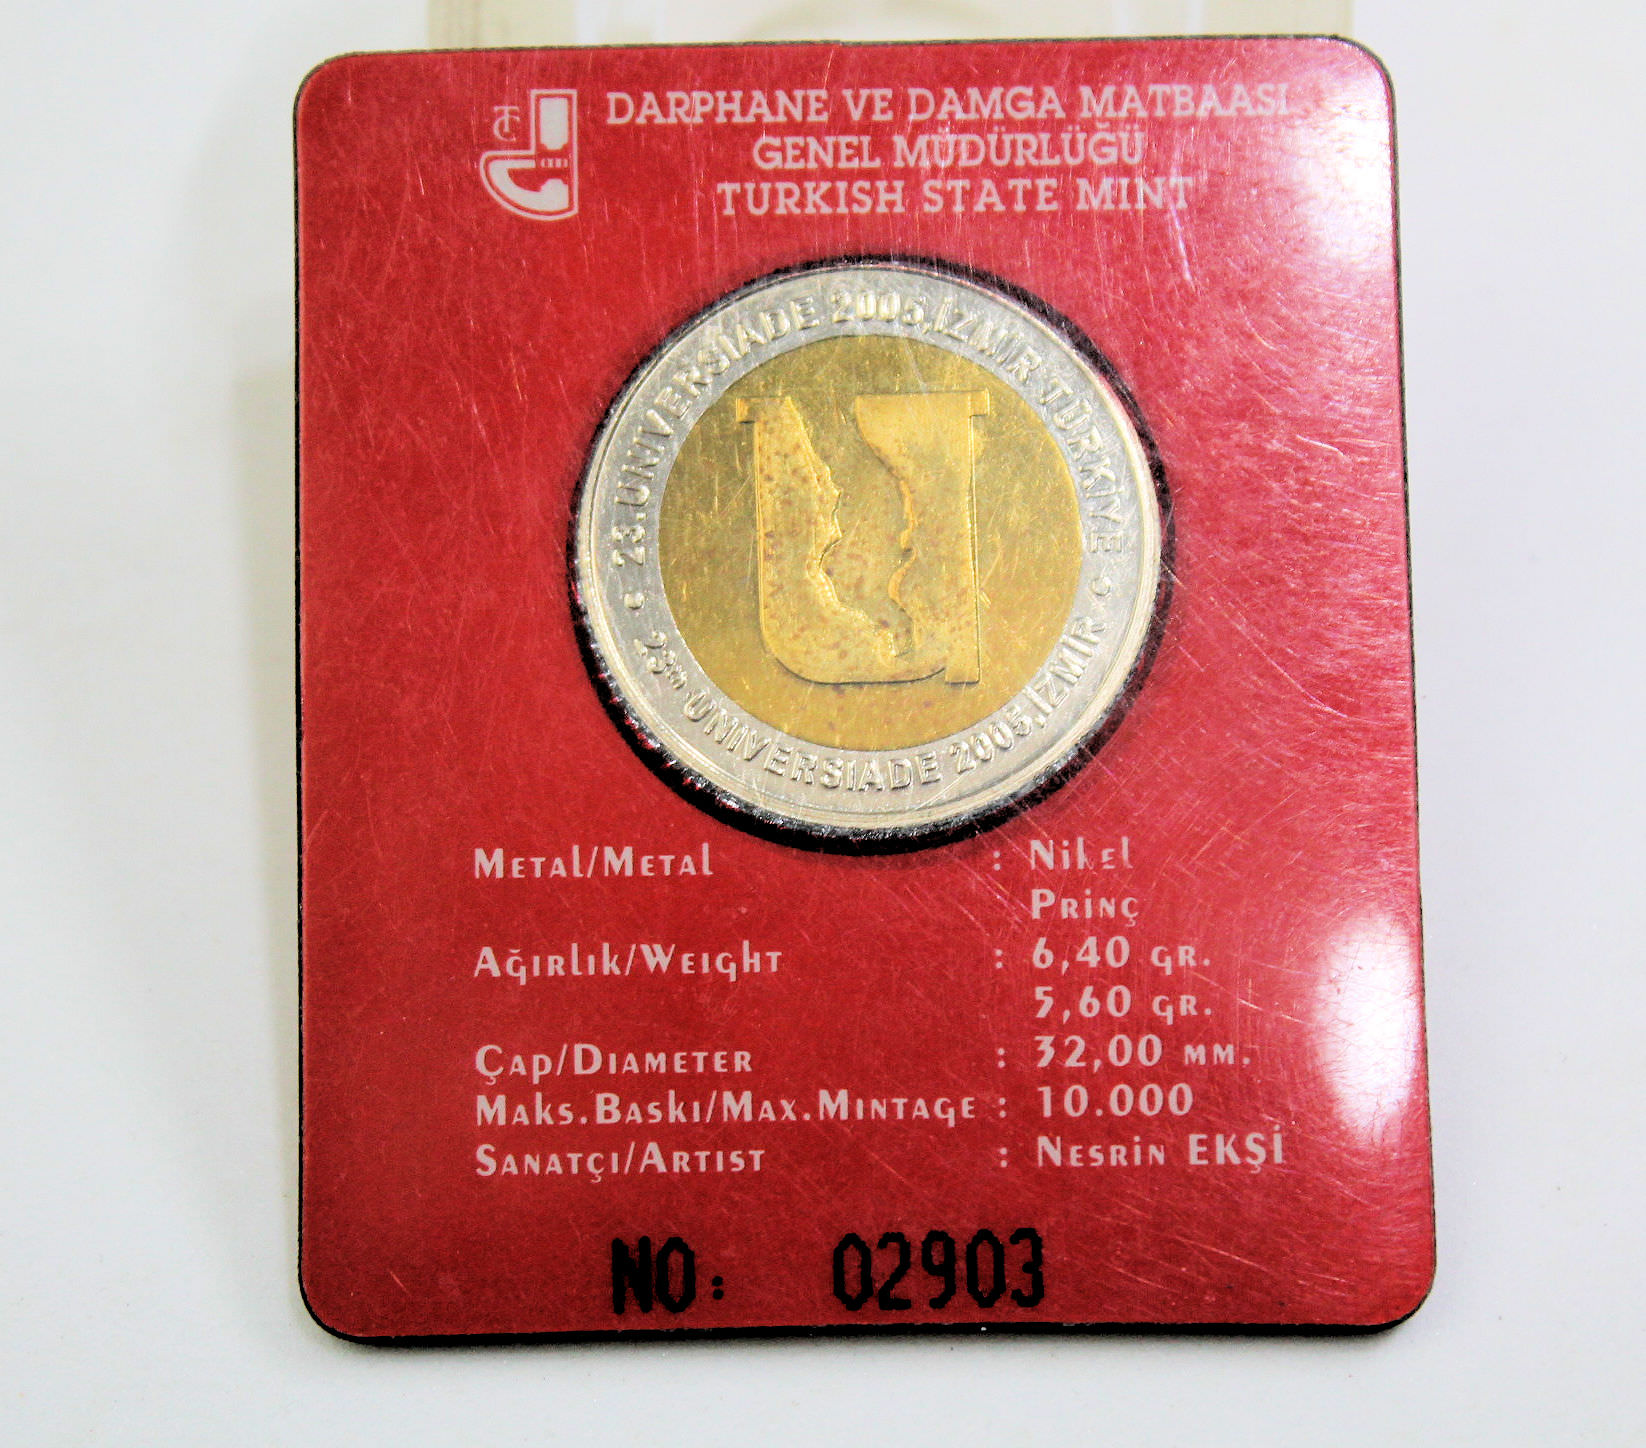 TC
DARPHANE VE DAMGA MATBAASI
GENEL MÜDÜRLÜĞÜ
TURKISH STATE MINT
23.UNIVERSIADE 2005,İZMİR TÜRKİYE
23th UNIVERSIADE 2005,İZMİR
Metal/Metal : Nikel
Prinç
Ağırlık/Weight : 6,40 gr.
5,60 gr.
Çap/Diameter : 32,00 mm.
Maks.Baskı/Max.Mintage : 10.000
Sanatçı/Artist : Nesrin EKŞİ
NO: 02903